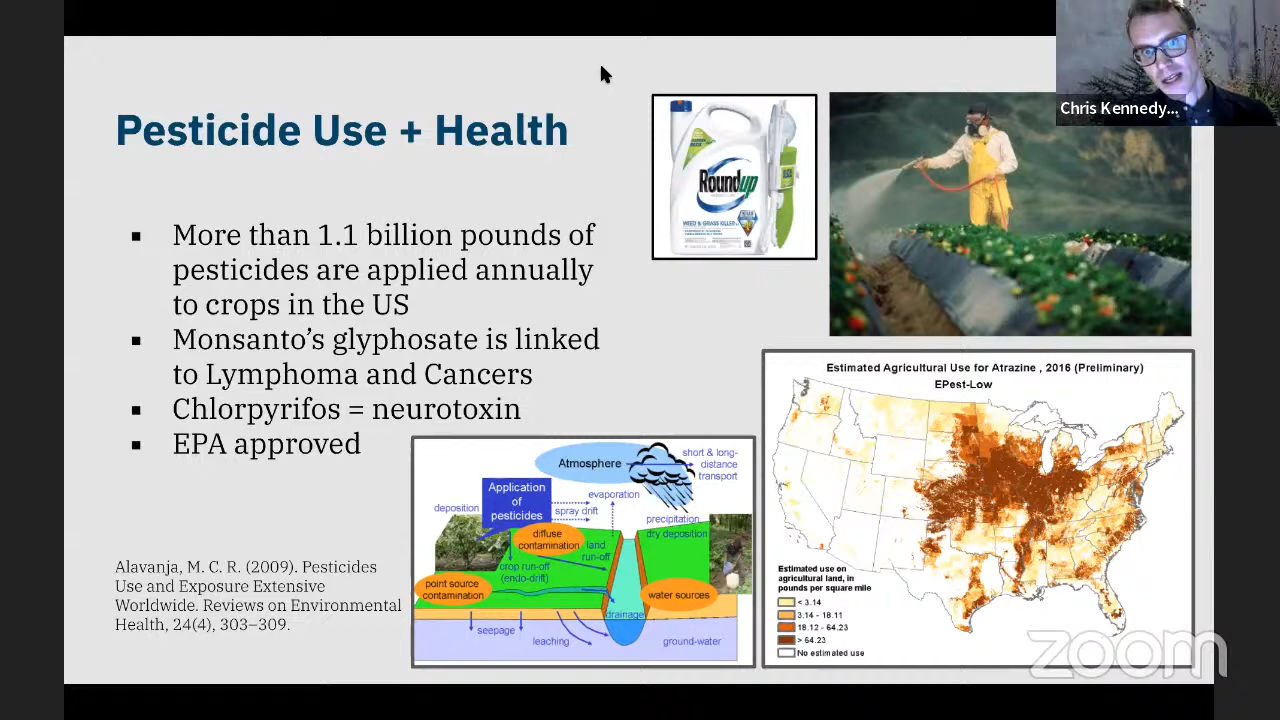 Chris Kennedy...
Pesticide Use + Health
▪ More than 1.1 billion pounds of
pesticides are applied annually
to crops in the US
▪ Monsanto’s glyphosate is linked
to Lymphoma and Cancers
▪ Chlorpyrifos = neurotoxin
▪ EPA approved
Alavanja, M. C. R. (2009). Pesticides
Use and Exposure Extensive
Worldwide. Reviews on Environmental
Health, 24(4), 303–309.
Roundup
WEED & GRASS KILLER
Atmosphere
short & long-
distance
transport
Application
of
pesticides
evaporation
deposition
spray drift
precipitation
dry deposition
diffuse
contamination
land
run-off
crop run-off
(endo-drift)
point source
contamination
water sources
drainage
seepage
leaching
ground-water
Estimated Agricultural Use for Atrazine , 2016 (Preliminary)
EPest-Low
Estimated use on
agricultural land, in
pounds per square mile
< 3.14
3.14 - 18.11
18.12 - 64.23
> 64.23
No estimated use
zoom